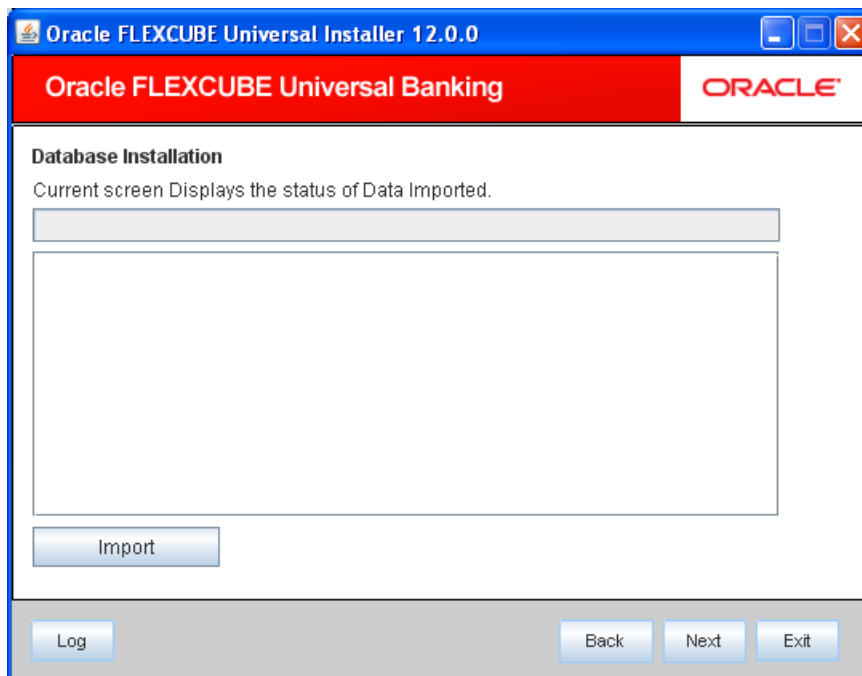 Oracle FLEXCUBE Universal Installer 12.0.0
Oracle FLEXCUBE Universal Banking
ORACLE
Database Installation
Current screen Displays the status of Data Imported.
Import
Log Back Next Exit